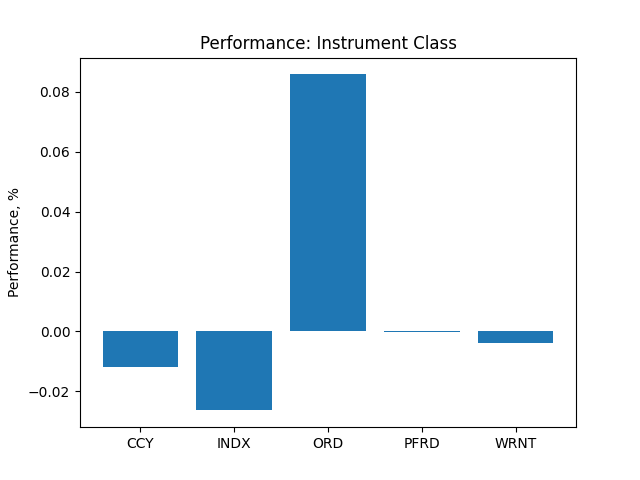 Performance: Instrument Class
Performance, %
0.08
0.06
0.04
0.02
0.00
−0.02
CCY INDX ORD PFRD WRNT